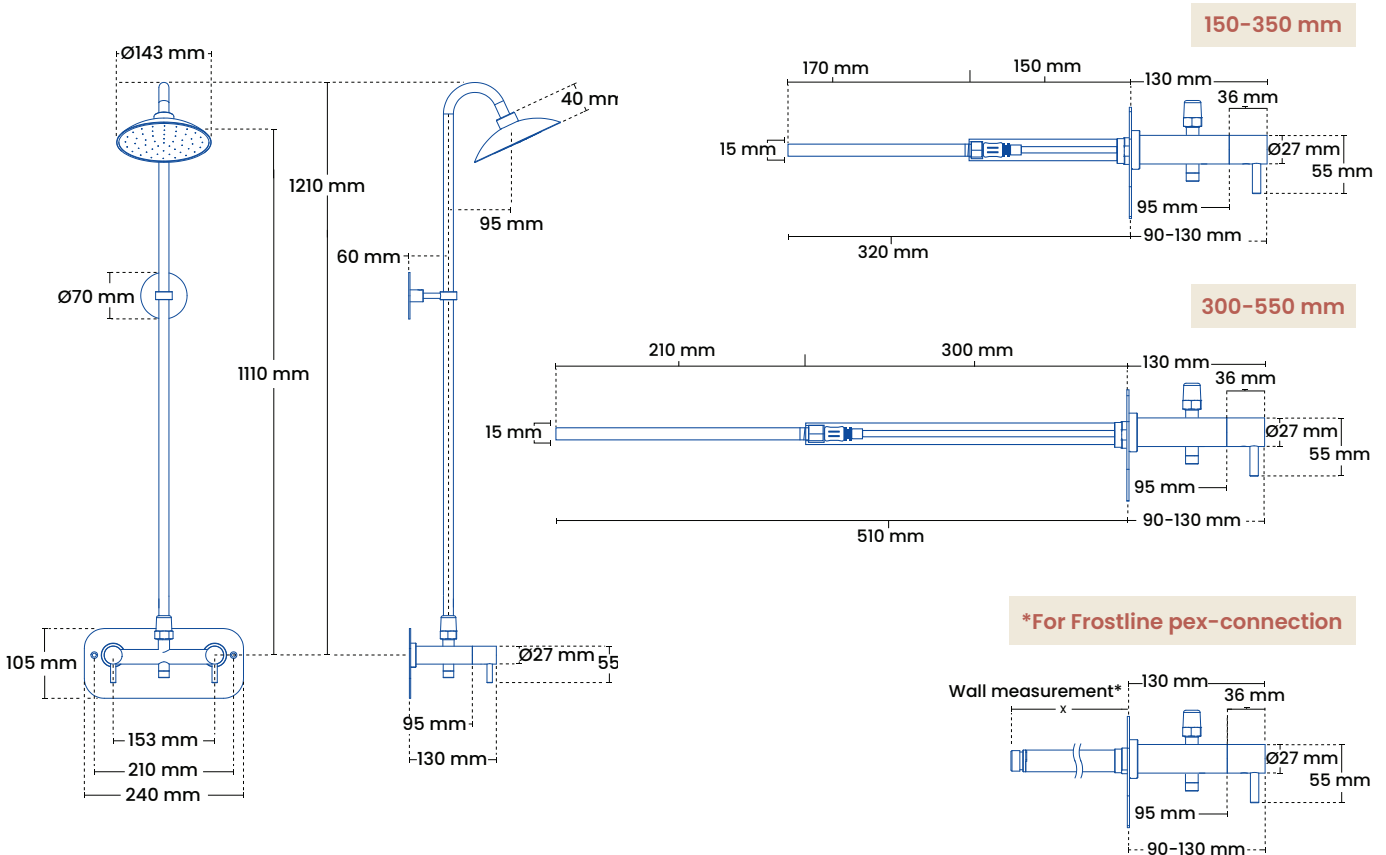 Ø143 mm
40 mm
1210 mm
95 mm
60 mm
Ø70 mm
1110 mm
105 mm
Ø27 mm
55
95 mm
153 mm
130 mm
210 mm
240 mm
150-350 mm
170 mm
150 mm
130 mm
36 mm
15 mm
Ø27 mm
55 mm
95 mm
90-130 mm
320 mm
300-550 mm
210 mm
300 mm
130 mm
36 mm
15 mm
Ø27 mm
55 mm
95 mm
90-130 mm
510 mm
*For Frostline pex-connection
130 mm
Wall measurement*
36 mm
x
Ø27 mm
55 mm
95 mm
90-130 mm